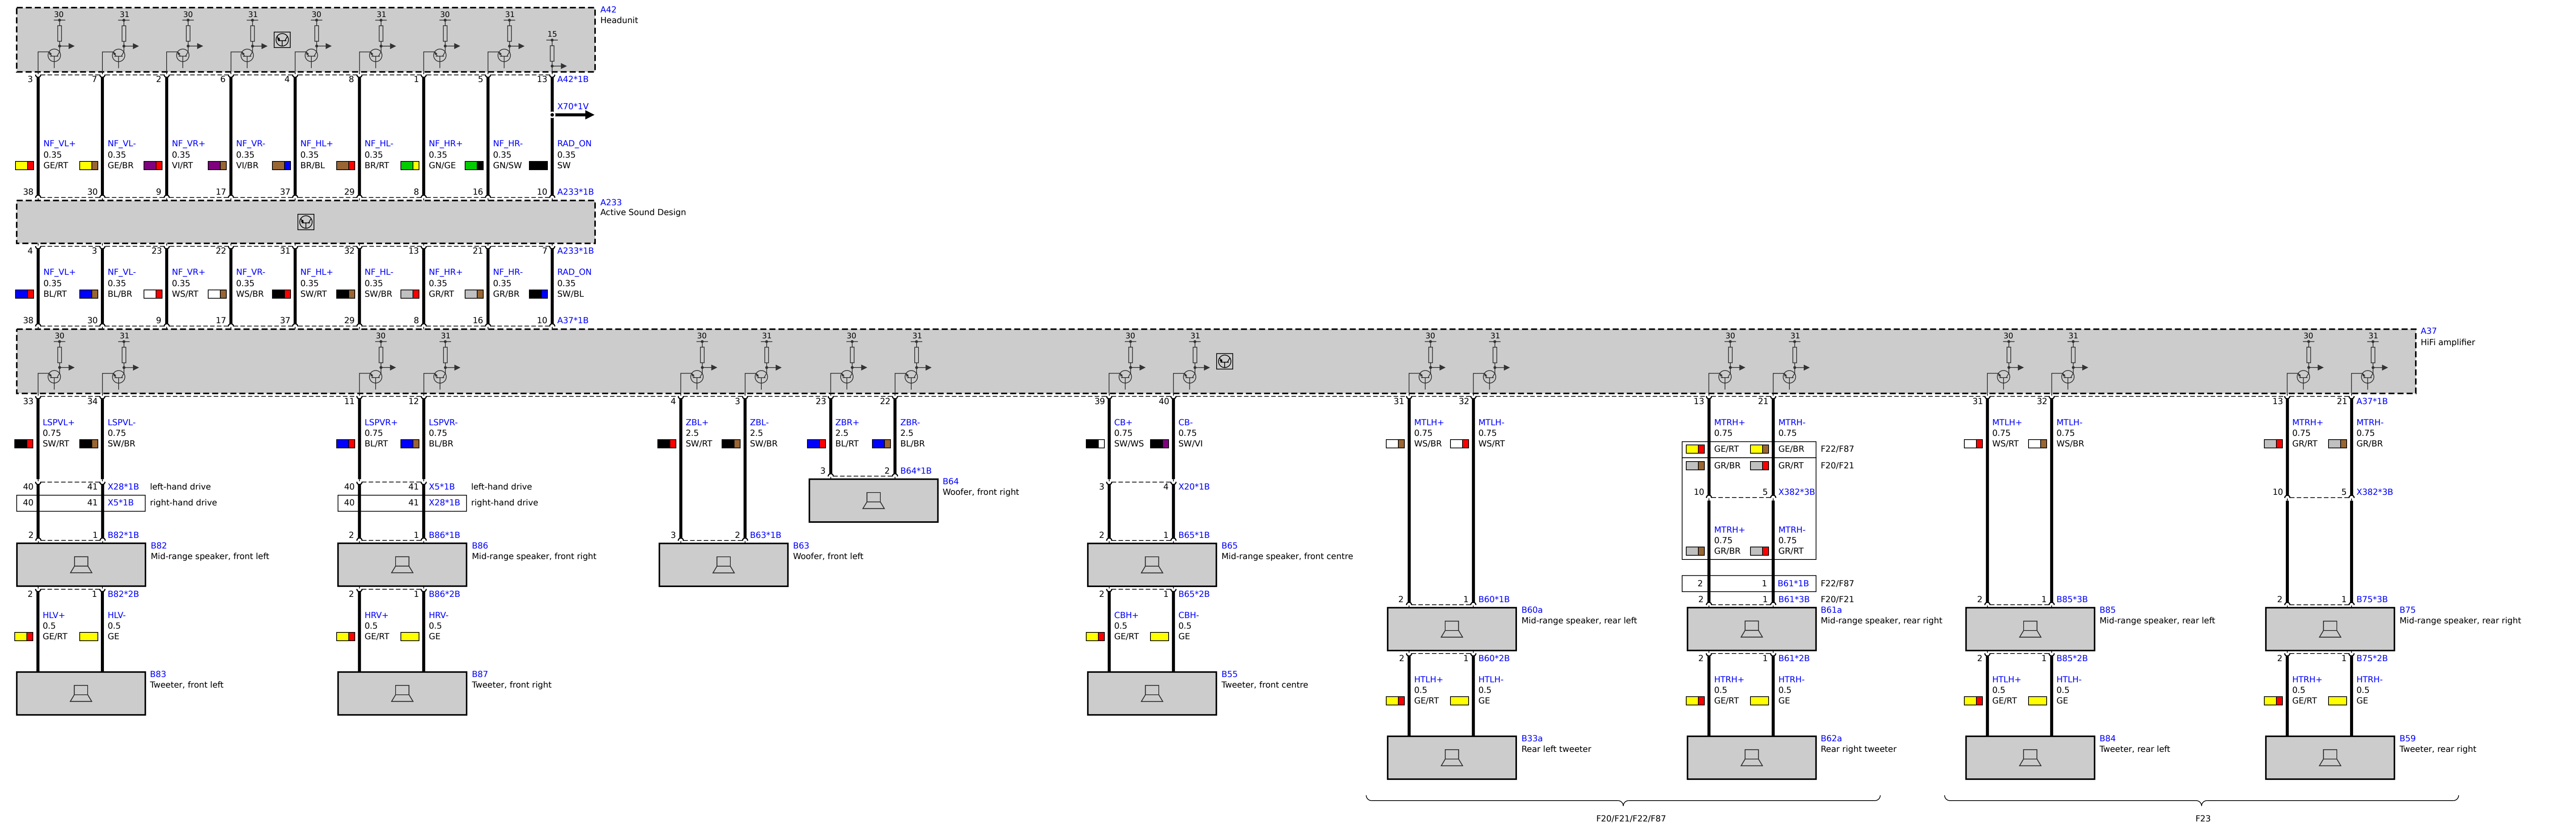 30 31 30 31 30 31 30 31 15
A42
Headunit
3 7 2 6 4 8 1 5 13 A42*1B
X70*1V
NF_VL+ NF_VL- NF_VR+ NF_VR- NF_HL+ NF_HL- NF_HR+ NF_HR- RAD_ON
0.35 0.35 0.35 0.35 0.35 0.35 0.35 0.35 0.35
GE/RT GE/BR VI/RT VI/BR BR/BL BR/RT GN/GE GN/SW SW
38 30 9 17 37 29 8 16 10 A233*1B
A233
Active Sound Design
4 3 23 22 31 32 13 21 7 A233*1B
NF_VL+ NF_VL- NF_VR+ NF_VR- NF_HL+ NF_HL- NF_HR+ NF_HR- RAD_ON
0.35 0.35 0.35 0.35 0.35 0.35 0.35 0.35 0.35
BL/RT BL/BR WS/RT WS/BR SW/RT SW/BR GR/RT GR/BR SW/BL
38 30 9 17 37 29 8 16 10 A37*1B
30 31 30 31 30 31 30 31 30 31 30 31 30 31 30 31 30 31
A37
HiFi amplifier
33 34 11 12 4 3 23 22 39 40 31 32 13 21 31 32 13 21 A37*1B
LSPVL+ LSPVL- LSPVR+ LSPVR- ZBL+ ZBL- ZBR+ ZBR- CB+ CB- MTLH+ MTLH- MTRH+ MTRH- MTLH+ MTLH- MTRH+ MTRH-
0.75 0.75 0.75 0.75 2.5 2.5 2.5 2.5 0.75 0.75 0.75 0.75 0.75 0.75 0.75 0.75 0.75 0.75
SW/RT SW/BR BL/RT BL/BR SW/RT SW/BR BL/RT BL/BR SW/WS SW/VI WS/BR WS/RT WS/RT WS/BR GR/RT GR/BR
GE/RT GE/BR F22/F87
GR/BR GR/RT F20/F21
3 2 B64*1B
B64
Woofer, front right
40 41 X28*1B left-hand drive 40 41 X5*1B left-hand drive 3 4 X20*1B
10 5 X382*3B 10 5 X382*3B
40 41 X5*1B right-hand drive 40 41 X28*1B right-hand drive
MTRH+ MTRH-
0.75 0.75
GR/BR GR/RT
2 1 B82*1B 2 1 B86*1B 3 2 B63*1B 2 1 B65*1B
B82 B86 B63 B65
Mid-range speaker, front left Mid-range speaker, front right Woofer, front left Mid-range speaker, front centre
2 1 B61*1B F22/F87
2 1 B82*2B 2 1 B86*2B 2 1 B65*2B
2 1 B60*1B 2 1 B61*3B F20/F21 2 1 B85*3B 2 1 B75*3B
B60a B61a B85 B75
Mid-range speaker, rear left Mid-range speaker, rear right Mid-range speaker, rear left Mid-range speaker, rear right
HLV+ HLV- HRV+ HRV- CBH+ CBH-
0.5 0.5 0.5 0.5 0.5 0.5
GE/RT GE GE/RT GE GE/RT GE
2 1 B60*2B 2 1 B61*2B 2 1 B85*2B 2 1 B75*2B
B83 B87 B55
Tweeter, front left Tweeter, front right Tweeter, front centre
HTLH+ HTLH- HTRH+ HTRH- HTLH+ HTLH- HTRH+ HTRH-
0.5 0.5 0.5 0.5 0.5 0.5 0.5 0.5
GE/RT GE GE/RT GE GE/RT GE GE/RT GE
B33a B62a B84 B59
Rear left tweeter Rear right tweeter Tweeter, rear left Tweeter, rear right
F20/F21/F22/F87 F23